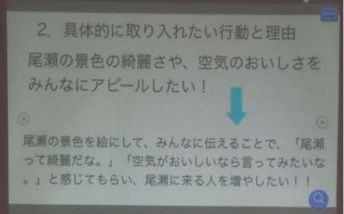 2．具体的に取り入れたい行動と理由
尾瀬の景色の綺麗さや、空気のおいしさを
みんなにアピールしたい！
尾瀬の景色を絵にして、みんなに伝えることで、「尾瀬
って綺麗だな。」「空気がおいしいなら言ってみたいな
。」と感じてもらい、尾瀬に来る人を増やしたい！！